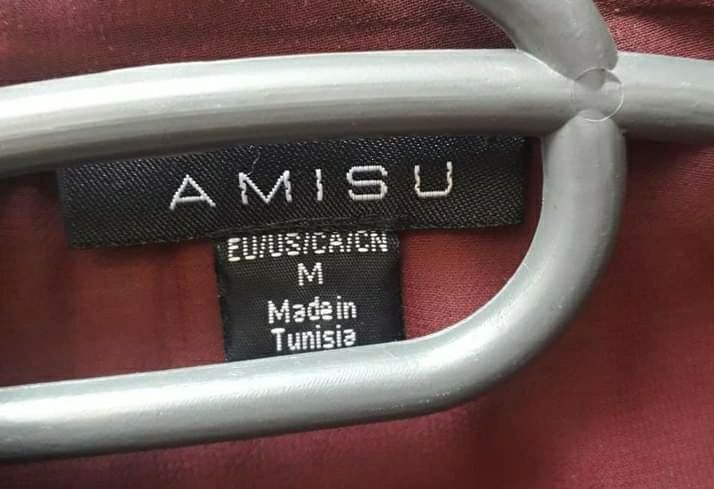 AMISU
EU/US/CA/CN
M
Made in
Tunisia